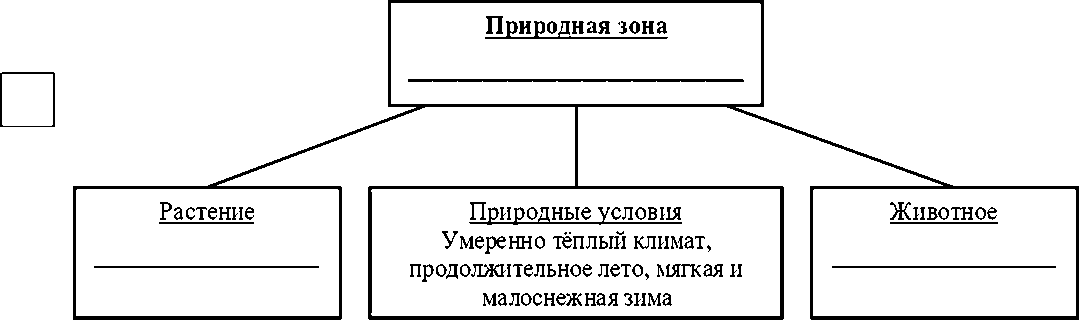 Природная зона
Растение
Природные условия
Умеренно тёплый климат,
продолжительное лето, мягкая и
малоснежная зима
Животное